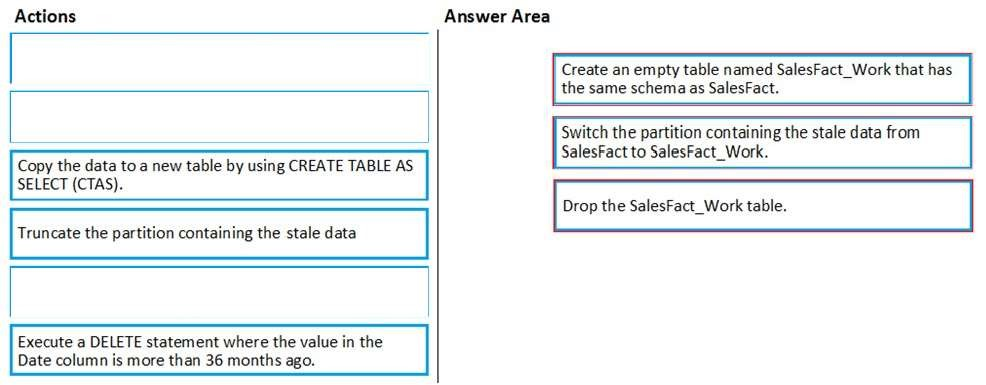 Actions
Answer Area
Create an empty table named SalesFact_Work that has
the same schema as SalesFact.
Switch the partition containing the stale data from
SalesFact to SalesFact_Work.
Copy the data to a new table by using CREATE TABLE AS
SELECT (CTAS).
Drop the SalesFact_Work table.
Truncate the partition containing the stale data
Execute a DELETE statement where the value in the
Date column is more than 36 months ago.